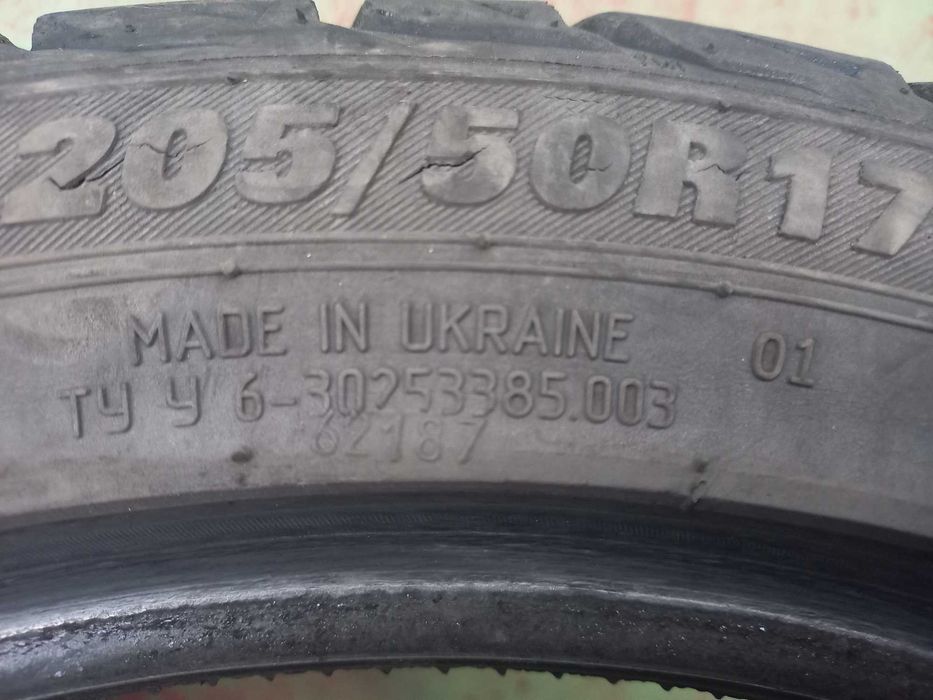 205/50R17
MADE IN UKRAINE 01
ТУ У 6-30253385.003
62187